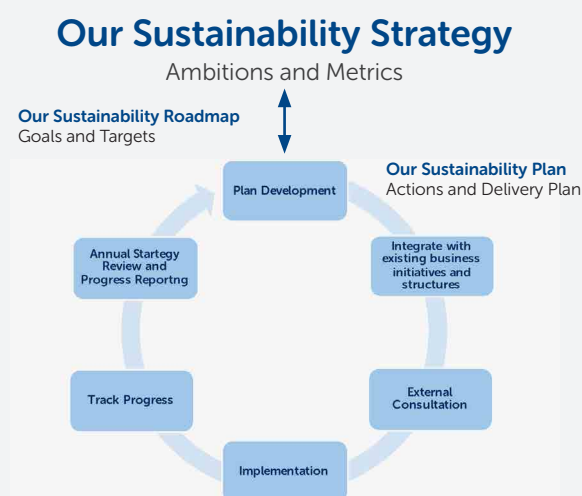 Our Sustainability Strategy
Ambitions and Metrics
Our Sustainability Roadmap
Goals and Targets
Our Sustainability Plan
Actions and Delivery Plan
Plan Development
Integrate with
existing business
initiatives and
structures
External
Consultation
Implementation
Track Progress
Annual Startegy
Review and
Progress Reportng